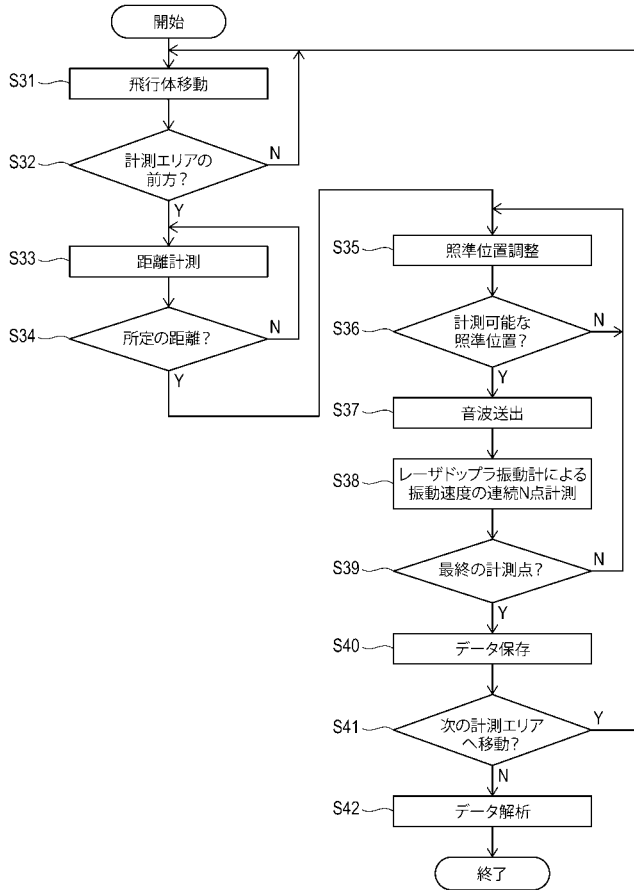 開始
S31
飛行体移動
S32
計測エリアの
前方?
N
Y
S33
距離計測
S34
所定の距離?
N
Y
S35
照準位置調整
S36
計測可能な
照準位置?
N
Y
S37
音波送出
S38
レーザドップラ振動計による
振動速度の連続N点計測
S39
最終の計測点?
N
Y
S40
データ保存
S41
次の計測エリア
へ移動?
Y
N
S42
データ解析
終了